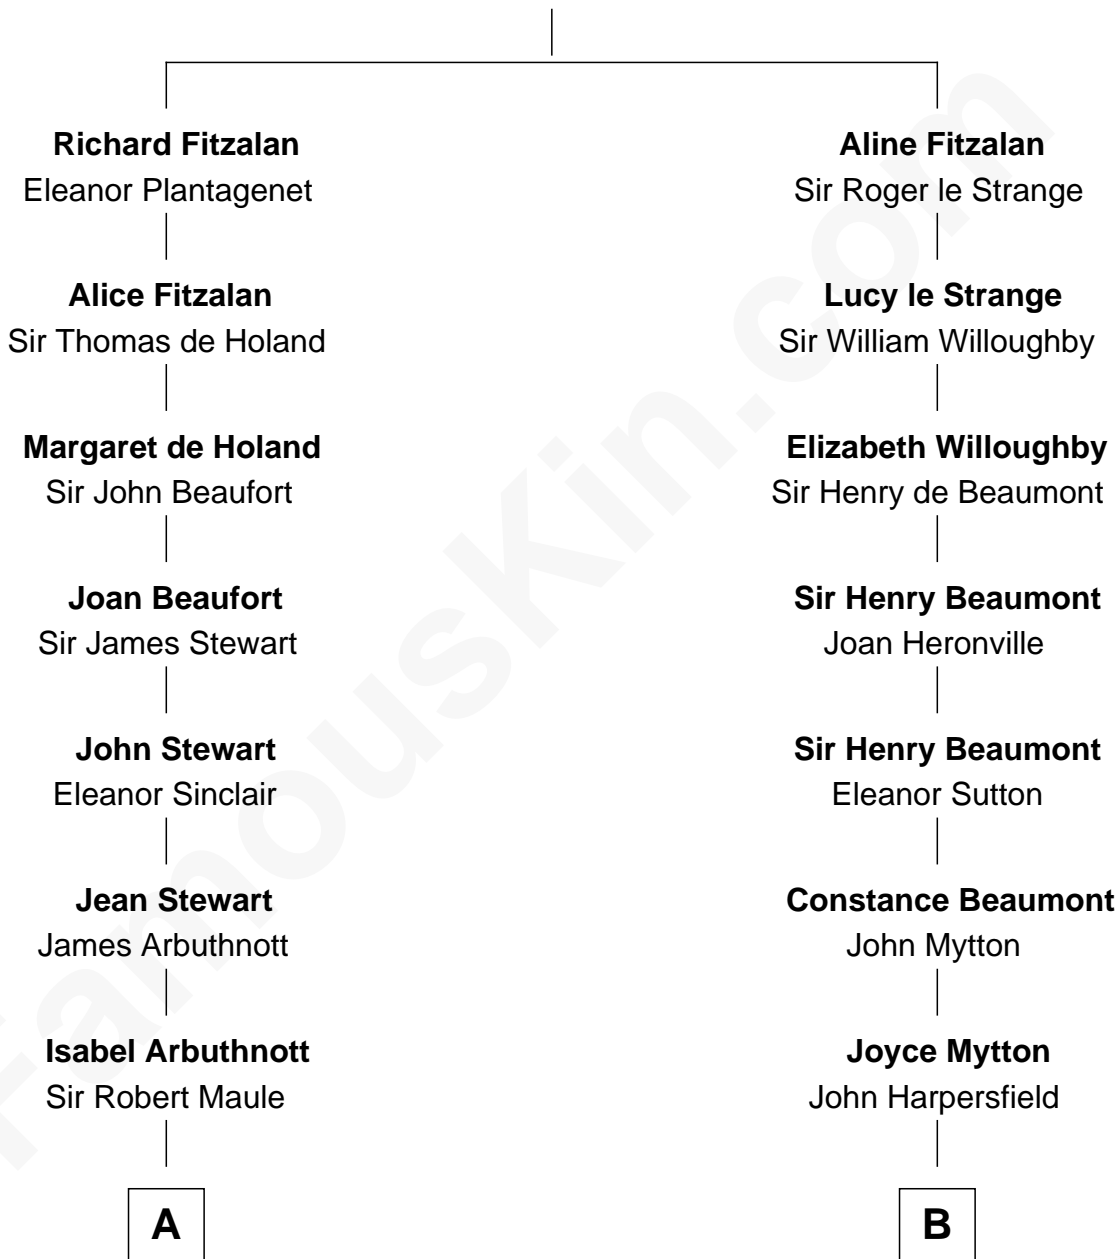 Richard Fitzalan
Eleanor Plantagenet
Alice Fitzalan
Sir Thomas de Holand
Margaret de Holand
Sir John Beaufort
Joan Beaufort
Sir James Stewart
John Stewart
Eleanor Sinclair
Jean Stewart
James Arbuthnott
Isabel Arbuthnott
Sir Robert Maule
A
Aline Fitzalan
Sir Roger le Strange
Lucy le Strange
Sir William Willoughby
Elizabeth Willoughby
Sir Henry de Beaumont
Sir Henry Beaumont
Joan Heronville
Sir Henry Beaumont
Eleanor Sutton
Constance Beaumont
John Mytton
Joyce Mytton
John Harpersfield
B
FamousKin.com